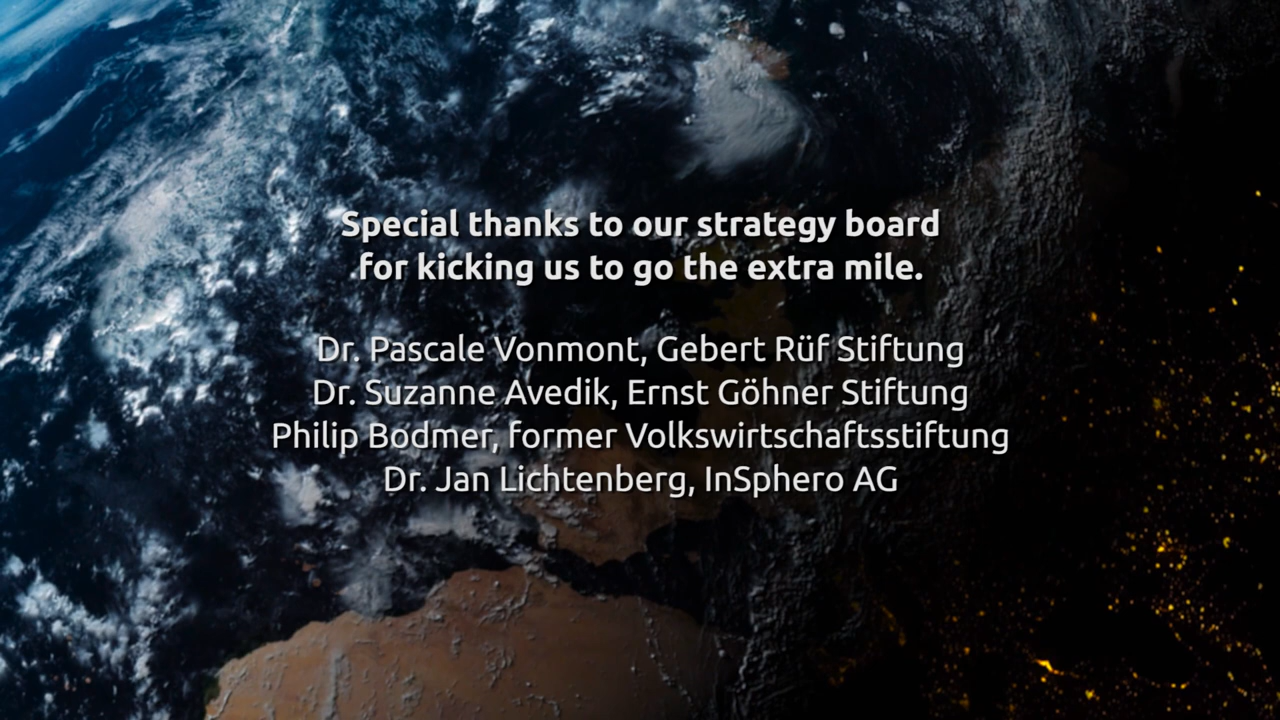 Special thanks to our strategy board
for kicking us to go the extra mile.
Dr. Pascale Vonmont, Gebert Rüf Stiftung
Dr. Suzanne Avedik, Ernst Göhner Stiftung
Philip Bodmer, former Volkswirtschaftsstiftung
Dr. Jan Lichtenberg, InSphero AG